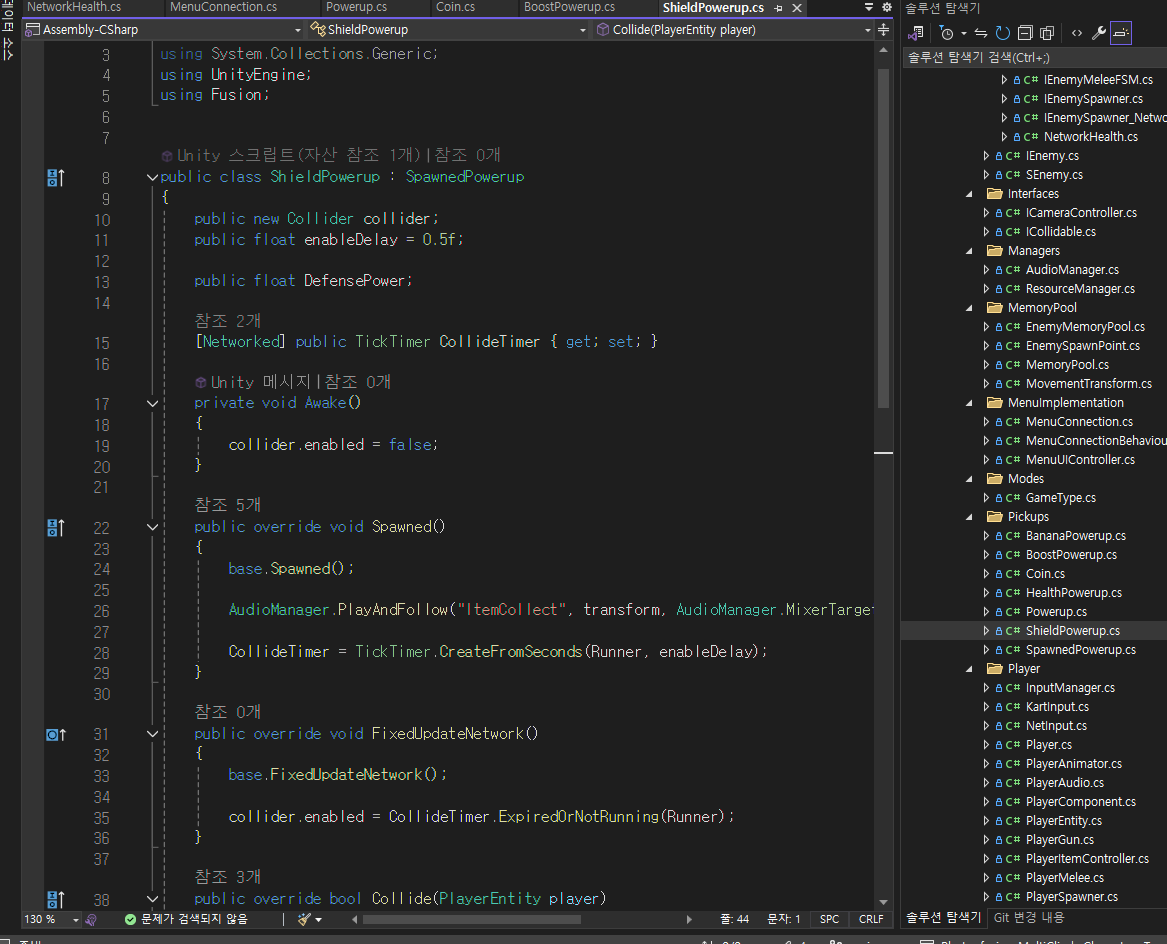 NetworkHealth.cs
MenuConnection.cs
Powerup.cs
Coin.cs
BoostPowerup.cs
ShieldPowerup.cs
Assembly-CSharp
ShieldPowerup
Collide(PlayerEntity player)
3 using System.Collections.Generic;
4 using UnityEngine;
5 using Fusion;
6
7
Unity 스크립트(자산 참조 1개)|참조 0개
8 public class ShieldPowerup : SpawnedPowerup
9 {
10 public new Collider collider;
11 public float enableDelay = 0.5f;
12
13 public float DefensePower;
14
참조 2개
15 [Networked] public TickTimer CollideTimer { get; set; }
16
Unity 메시지|참조 0개
17 private void Awake()
18 {
19 collider.enabled = false;
20 }
21
참조 5개
22 public override void Spawned()
23 {
24 base.Spawned();
25
26 AudioManager.PlayAndFollow("ItemCollect", transform, AudioManager.MixerTarget
27
28 CollideTimer = TickTimer.CreateFromSeconds(Runner, enableDelay);
29 }
30
참조 0개
31 public override void FixedUpdateNetwork()
32 {
33 base.FixedUpdateNetwork();
34
35 collider.enabled = CollideTimer.ExpiredOrNotRunning(Runner);
36 }
37
참조 3개
38 public override bool Collide(PlayerEntity player)
130 %
문제가 검색되지 않음
줄: 44
문자: 1
SPC
CRLF
솔루션 탐색기
솔루션 탐색기 검색(Ctrl+;)
C# IEnemyMeleeFSM.cs
C# IEnemySpawner.cs
C# IEnemySpawner_Netwo
C# NetworkHealth.cs
C# IEnemy.cs
C# SEnemy.cs
Interfaces
C# ICameraController.cs
C# ICollidable.cs
Managers
C# AudioManager.cs
C# ResourceManager.cs
MemoryPool
C# EnemyMemoryPool.cs
C# EnemySpawnPoint.cs
C# MemoryPool.cs
C# MovementTransform.cs
MenuImplementation
C# MenuConnection.cs
C# MenuConnectionBehaviou
C# MenuUIController.cs
Modes
C# GameType.cs
Pickups
C# BananaPowerup.cs
C# BoostPowerup.cs
C# Coin.cs
C# HealthPowerup.cs
C# Powerup.cs
C# ShieldPowerup.cs
C# SpawnedPowerup.cs
Player
C# InputManager.cs
C# KartInput.cs
C# NetInput.cs
C# Player.cs
C# PlayerAnimator.cs
C# PlayerAudio.cs
C# PlayerComponent.cs
C# PlayerEntity.cs
C# PlayerGun.cs
C# PlayerItemController.cs
C# PlayerMelee.cs
C# PlayerSpawner.cs
솔루션 탐색기
Git 변경 내용